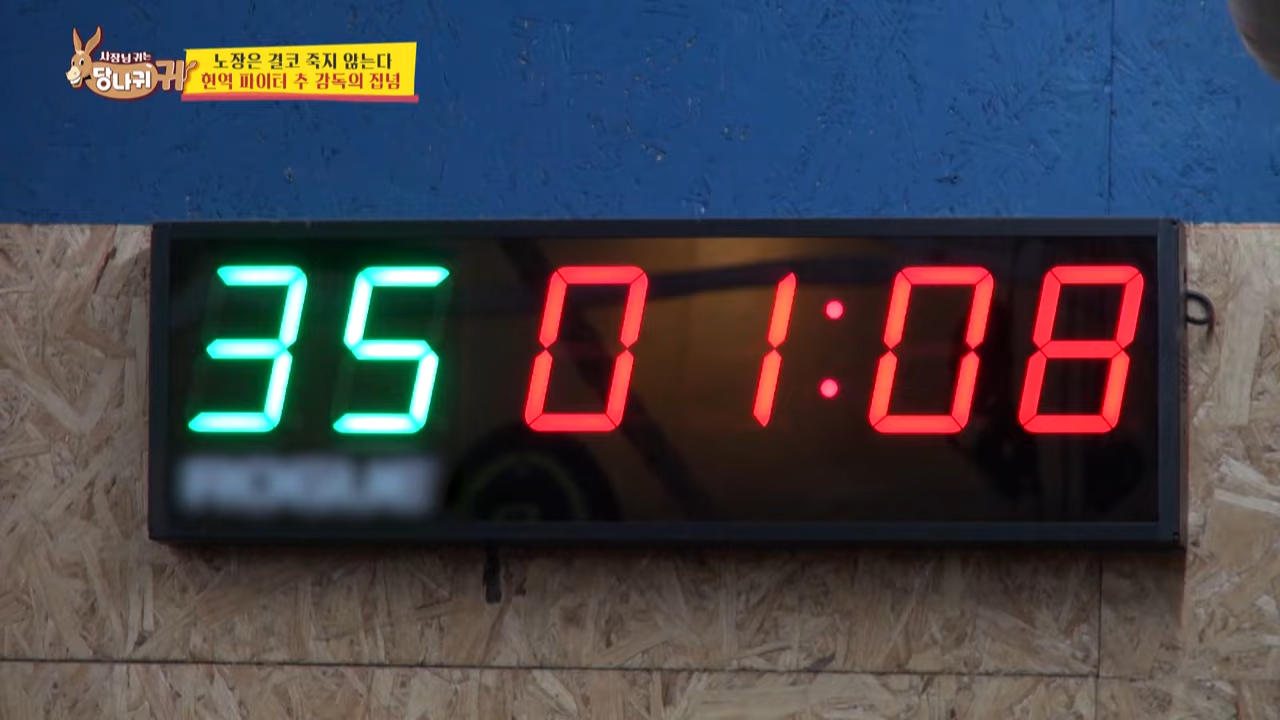 사장님 귀는
당나귀 귀
노장은 결코 죽지 않는다
현역 파이터 추 감독의 집념
35 01:08